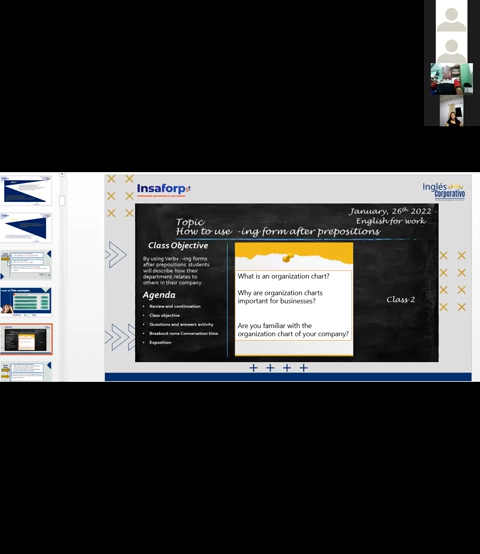 Insaforp
Inglés
Corporativo
January, 26th 2022
English for work
Topic
How to use -ing form after prepositions
Class Objective
By using Verb+ -ing forms
after prepositions students
will describe how their
department relates to
others in their company.
Agenda
• Review and continuation
• Class objective
• Questions and answers activity
• Breakout rooms Conversation time
• Exposition
What is an organization chart?
Why are organization charts
important for businesses?
Are you familiar with the
organization chart of your company?
Class 2